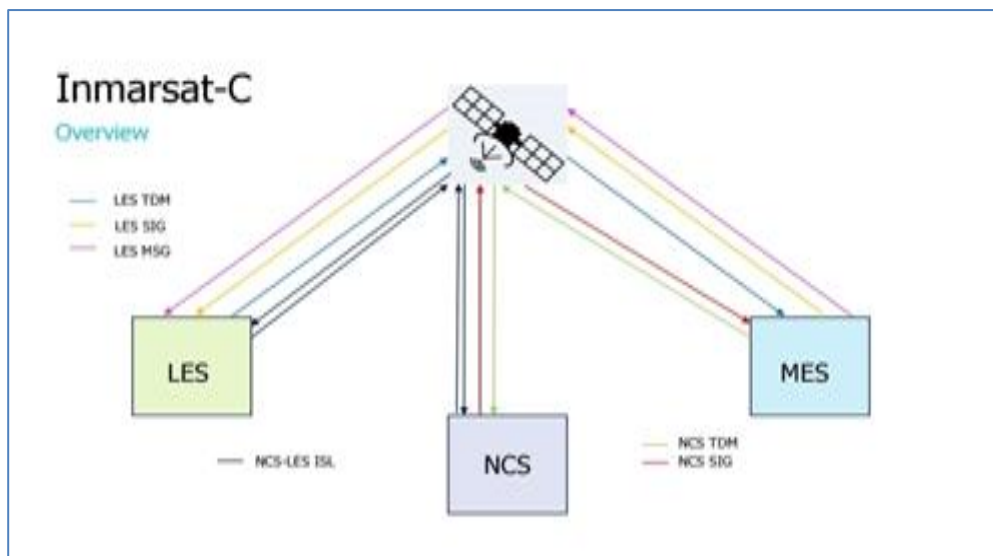 Inmarsat-C
Overview
LES TDM
LES SIG
LES MSG
LES
MES
NCS
NCS-LES ISL
NCS TDM
NCS SIG